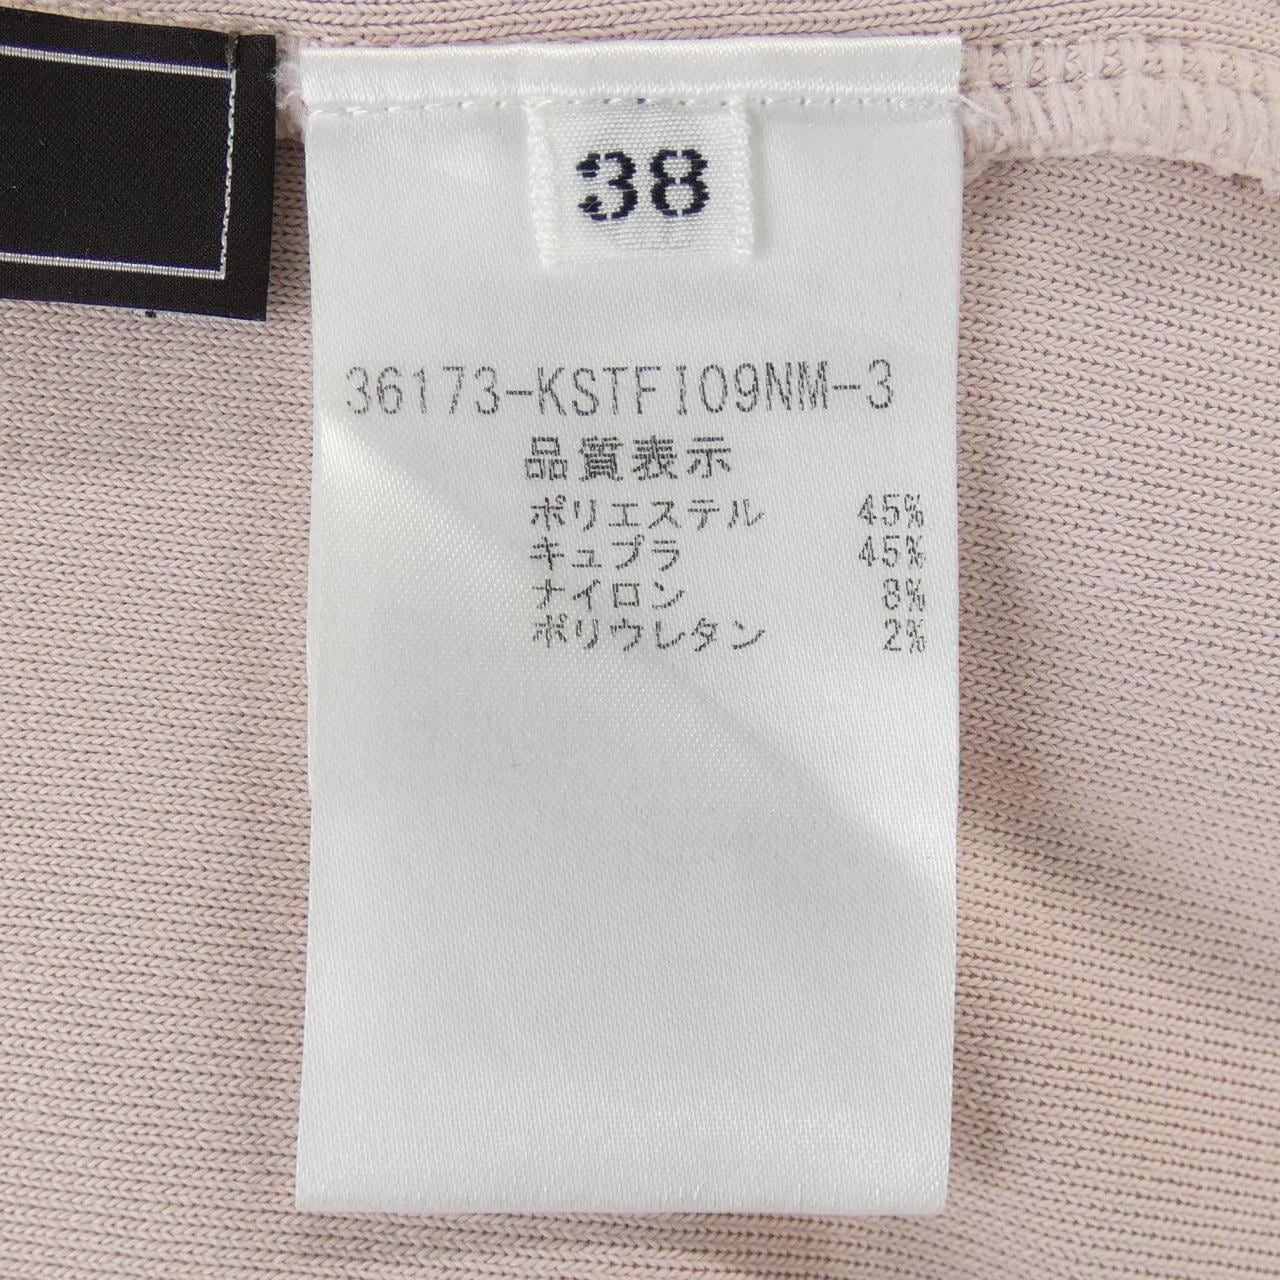 38
36173-KSTFI09NM-3
品質表示
ポリエステル 45%
キュプラ 45%
ナイロン 8%
ポリウレタン 2%